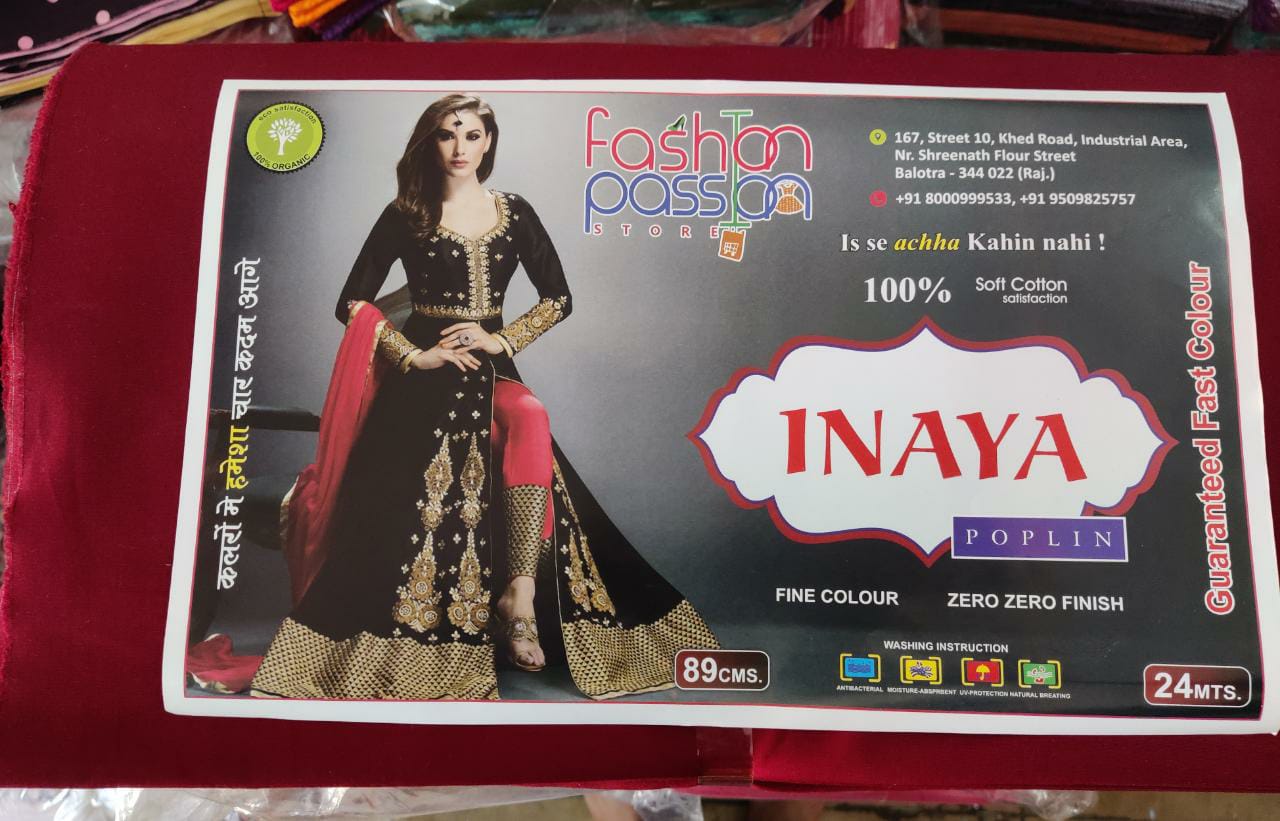 eco satisfaction
100% ORGANIC
कलरों मे हमेशा चार कदम आगे
fashion
passion
STORE
167, Street 10, Khed Road, Industrial Area,
Nr. Shreenath Flour Street
Balotra - 344 022 (Raj.)
+91 8000999533, +91 9509825757
Is se achha Kahin nahi !
100% Soft Cotton
satisfaction
INAYA
POPLIN
FINE COLOUR ZERO ZERO FINISH
Guaranteed Fast Colour
WASHING INSTRUCTION
ANTIBACTERIAL MOISTURE-ABSPRBENT UV-PROTECTION NATURAL BREATING
89CMS.
24MTS.